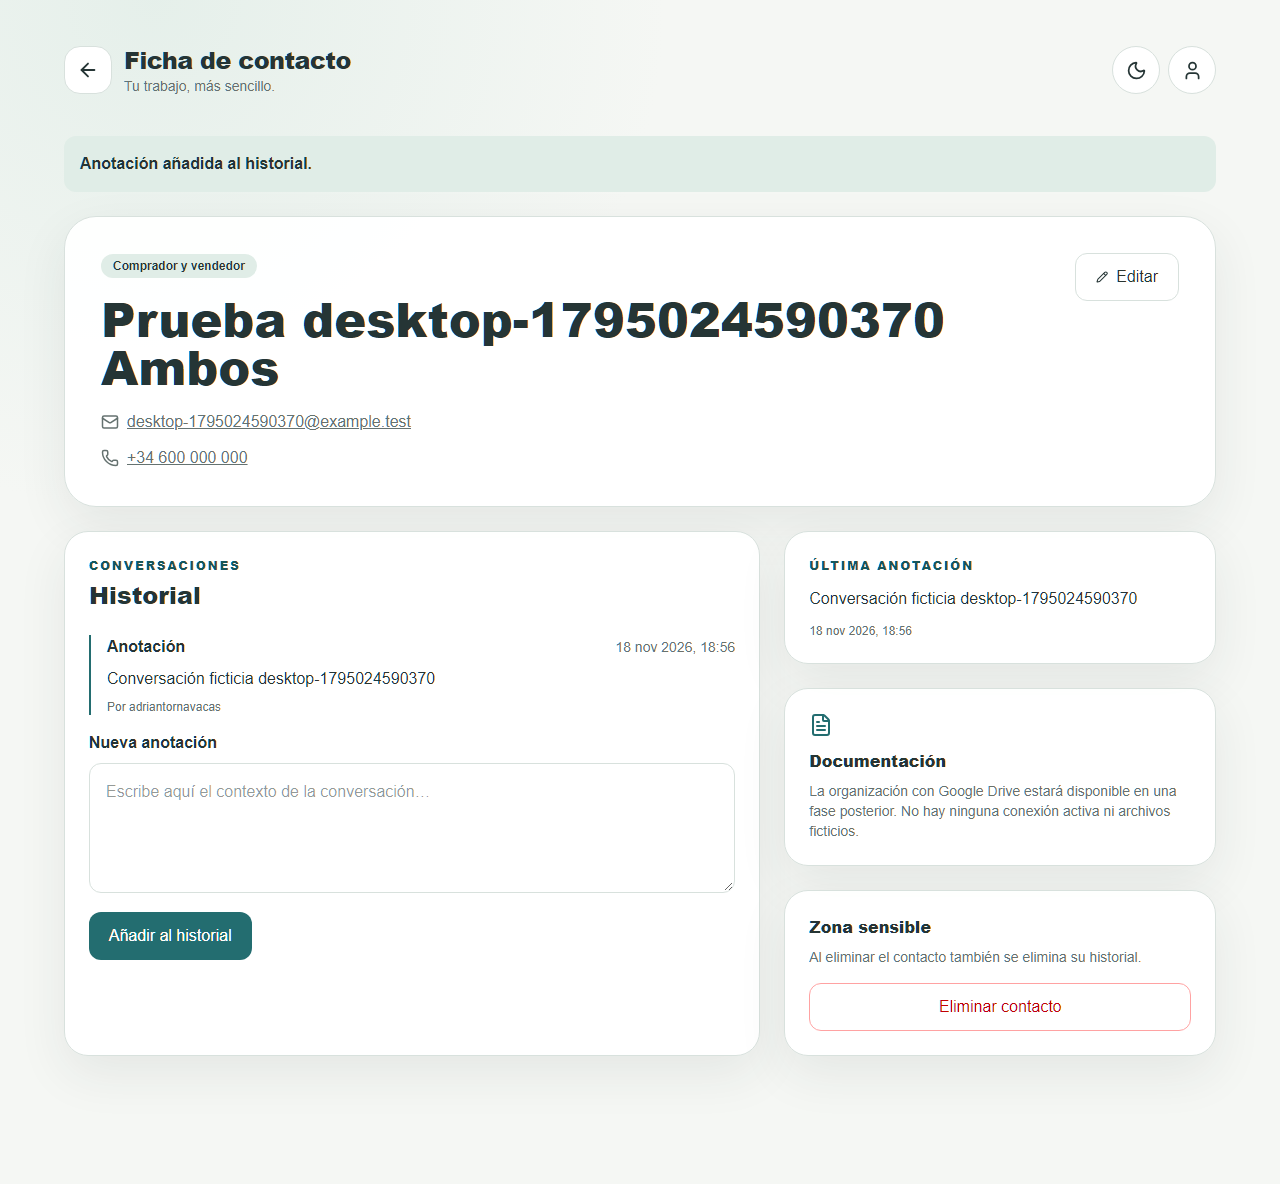 Ficha de contacto
Tu trabajo, más sencillo.
Anotación añadida al historial.
Comprador y vendedor
Editar
Prueba desktop-1795024590370
Ambos
desktop-1795024590370@example.test
+34 600 000 000
CONVERSACIONES
Historial
Anotación
18 nov 2026, 18:56
Conversación ficticia desktop-1795024590370
Por adriantornavacas
Nueva anotación
Escribe aquí el contexto de la conversación...
Añadir al historial
ÚLTIMA ANOTACIÓN
Conversación ficticia desktop-1795024590370
18 nov 2026, 18:56
Documentación
La organización con Google Drive estará disponible en una
fase posterior. No hay ninguna conexión activa ni archivos
ficticios.
Zona sensible
Al eliminar el contacto también se elimina su historial.
Eliminar contacto